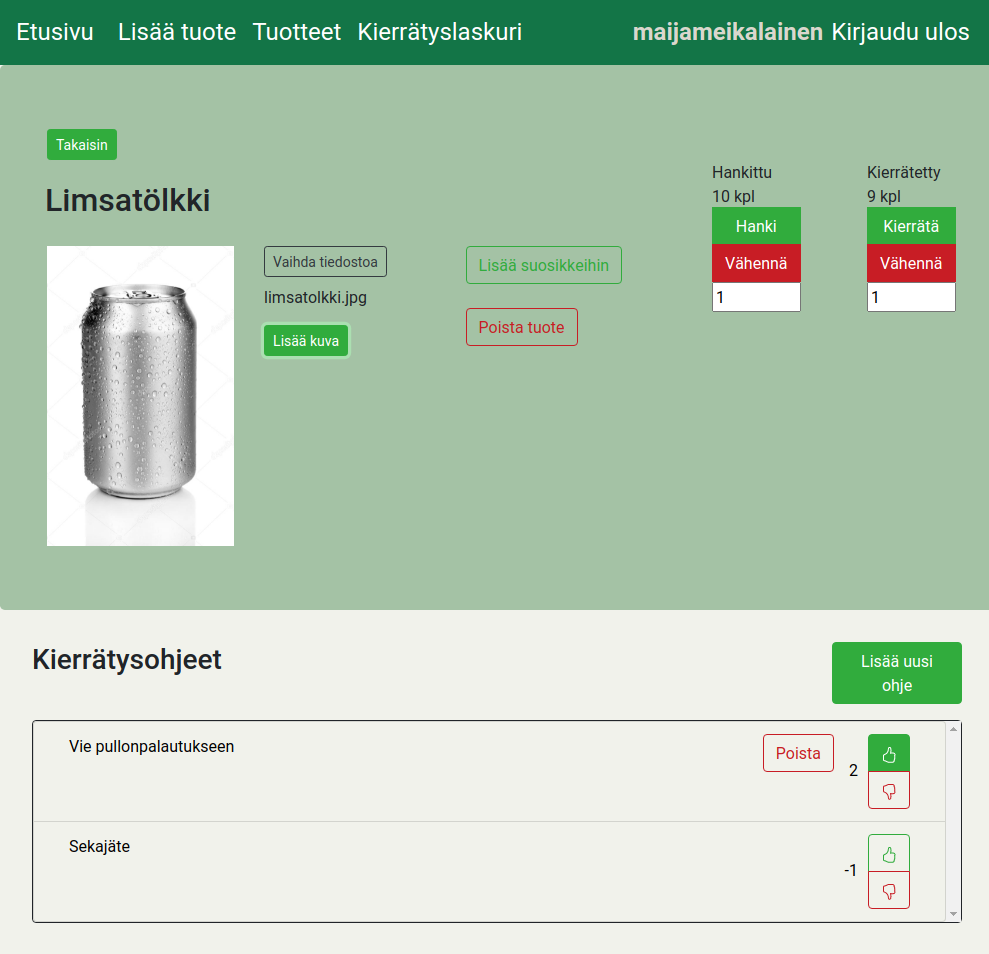 Etusivu Lisää tuote Tuotteet Kierrätyslaskuri maijameikalainen Kirjaudu ulos
Takaisin
Limsatölkki
Hankittu
10 kpl
Hanki
Vähennä
1
Kierrätetty
9 kpl
Kierrätä
Vähennä
1
Vaihda tiedostoa
limsatolkki.jpg
Lisää kuva
Lisää suosikkeihin
Poista tuote
Kierrätysohjeet
Lisää uusi
ohje
Vie pullonpalautukseen
Poista
2
Sekajäte
-1